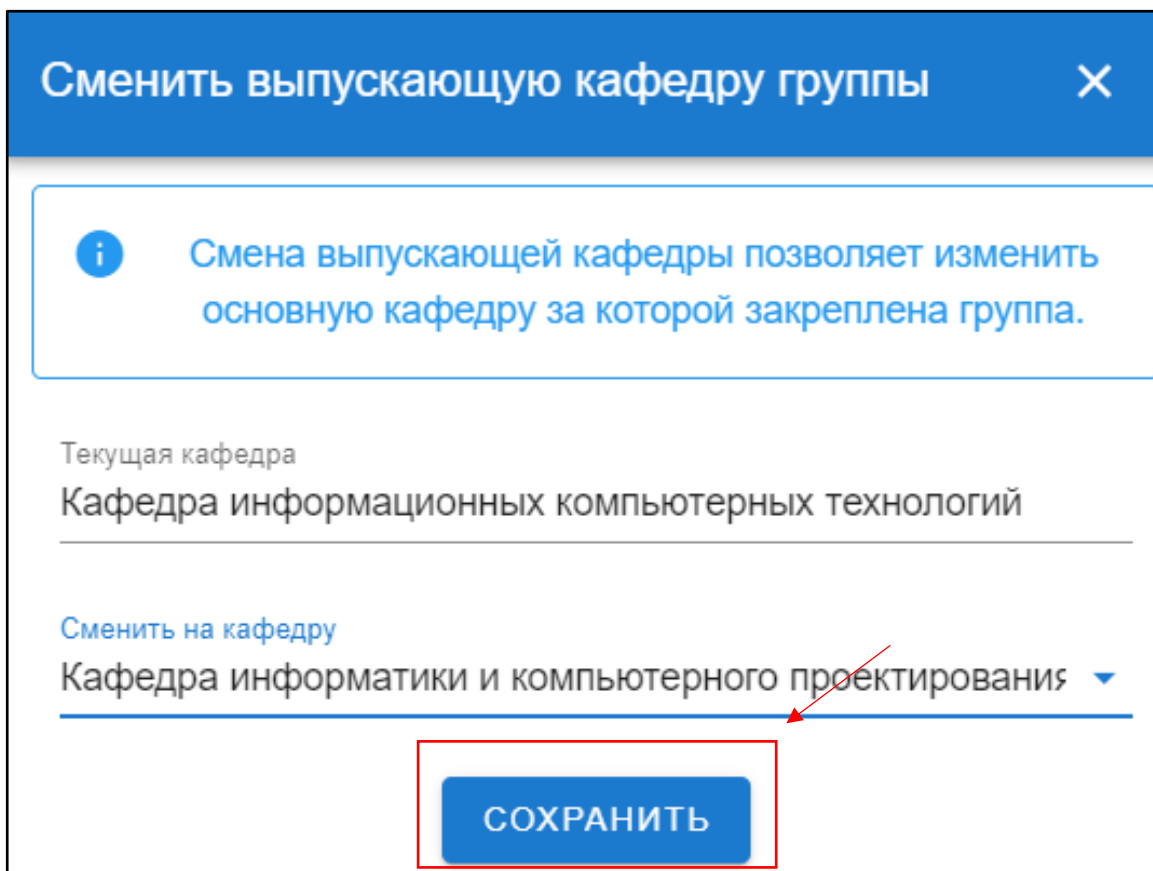 Сменить выпускающую кафедру группы
Смена выпускающей кафедры позволяет изменить
основную кафедру за которой закреплена группа.
Текущая кафедра
Кафедра информационных компьютерных технологий
Сменить на кафедру
Кафедра информатики и компьютерного проектирования
СОХРАНИТЬ